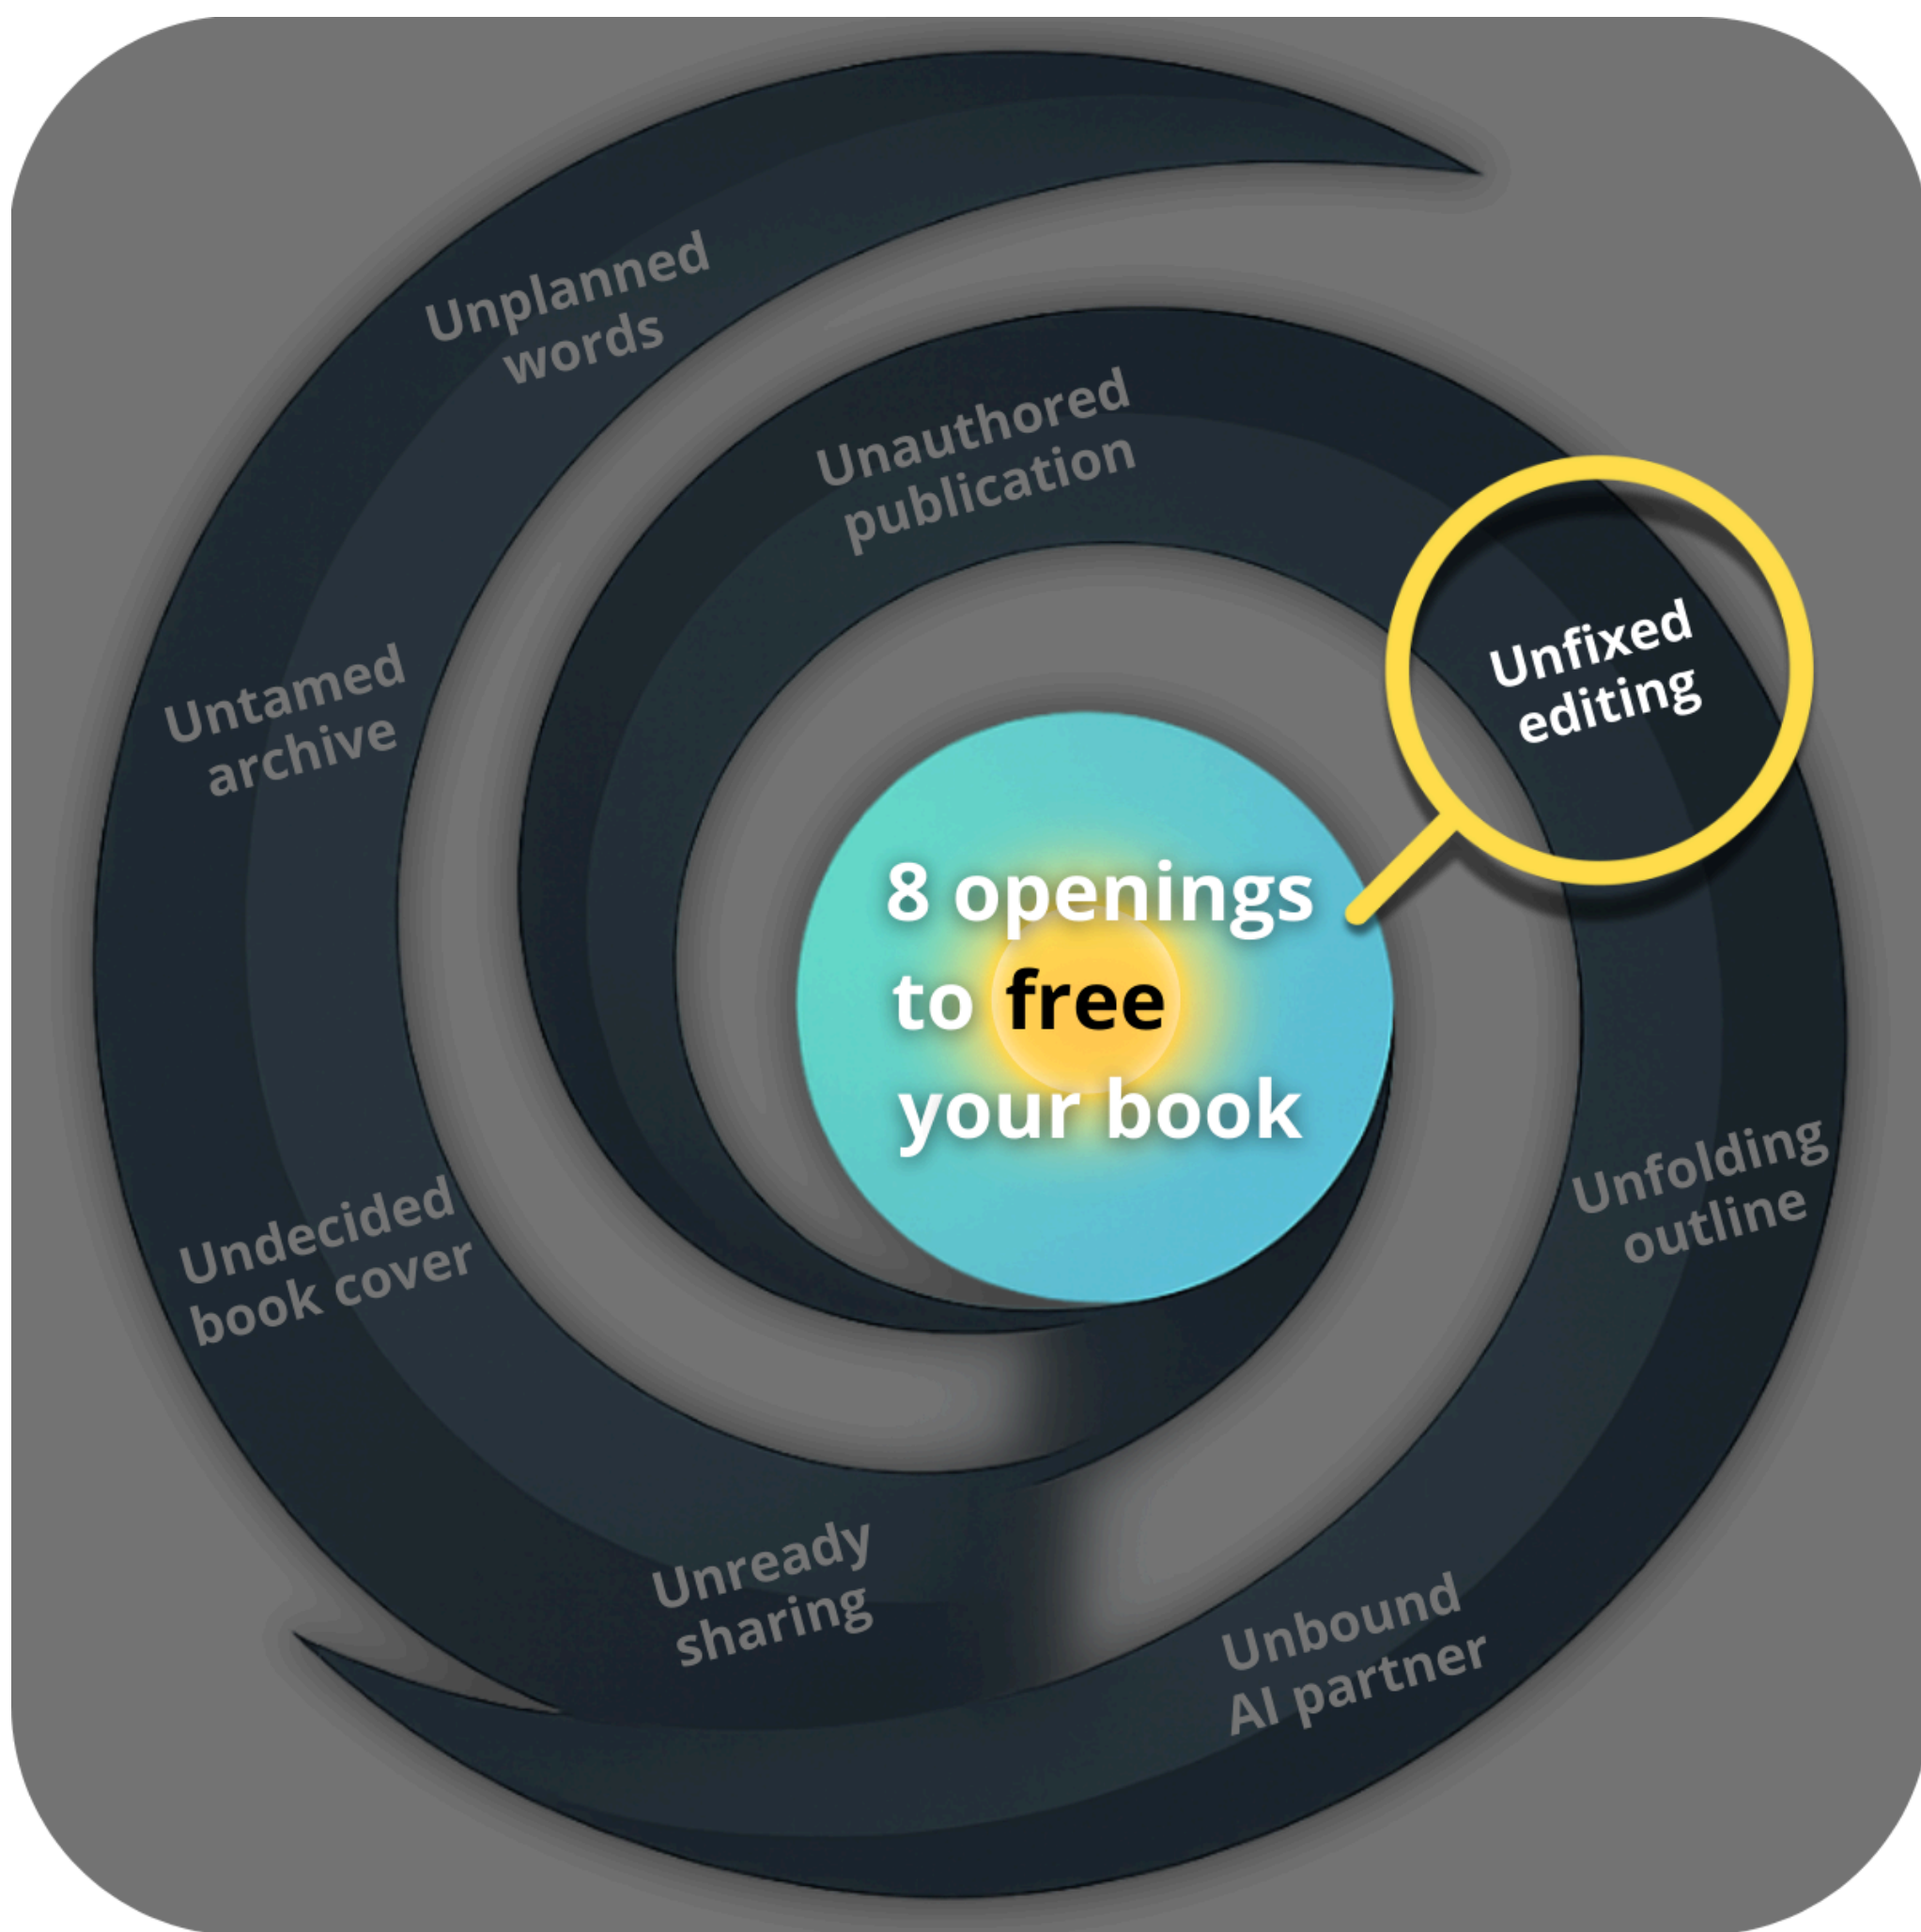 Unplanned
words
Unauthored
publication
Unfixed
editing
Untamed
archive
8 openings
to free
your book
Unfolding
outline
Undecided
book cover
Unready
sharing
Unbound
AI partner